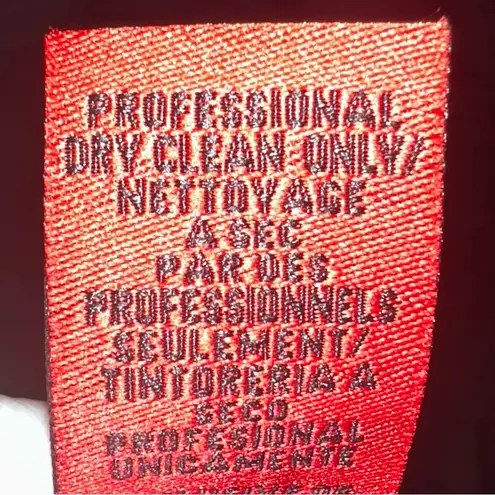 PROFESSIONAL
DRY CLEAN ONLY/
NETTOYAGE
A SEC
PAR DES
PROFESSIONNELS
SEULEMENT/
TINTORERIA A
SECO
PROFESIONAL
UNICAMENTE